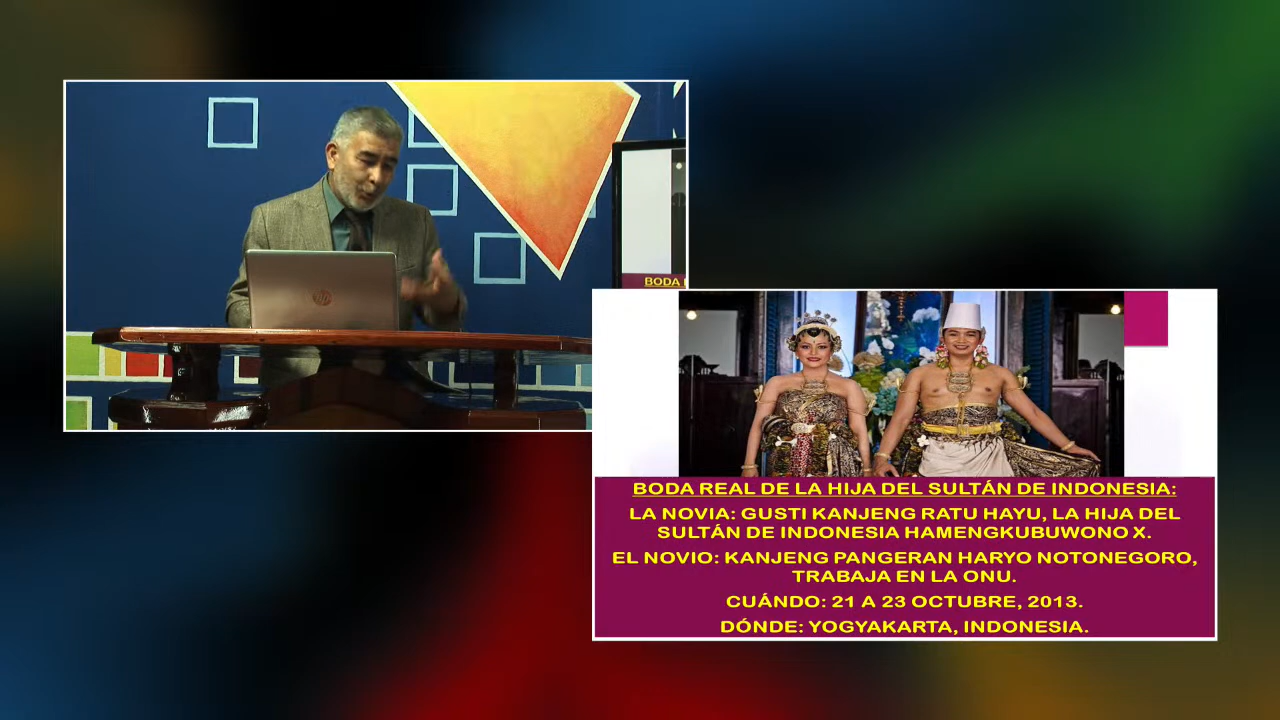 BODA
BODA REAL DE LA HIJA DEL SULTÁN DE INDONESIA:
LA NOVIA: GUSTI KANJENG RATU HAYU, LA HIJA DEL
SULTÁN DE INDONESIA HAMENGKUBUWONO X.
EL NOVIO: KANJENG PANGERAN HARYO NOTONEGORO,
TRABAJA EN LA ONU.
CUÁNDO: 21 A 23 OCTUBRE, 2013.
DÓNDE: YOGYAKARTA, INDONESIA.